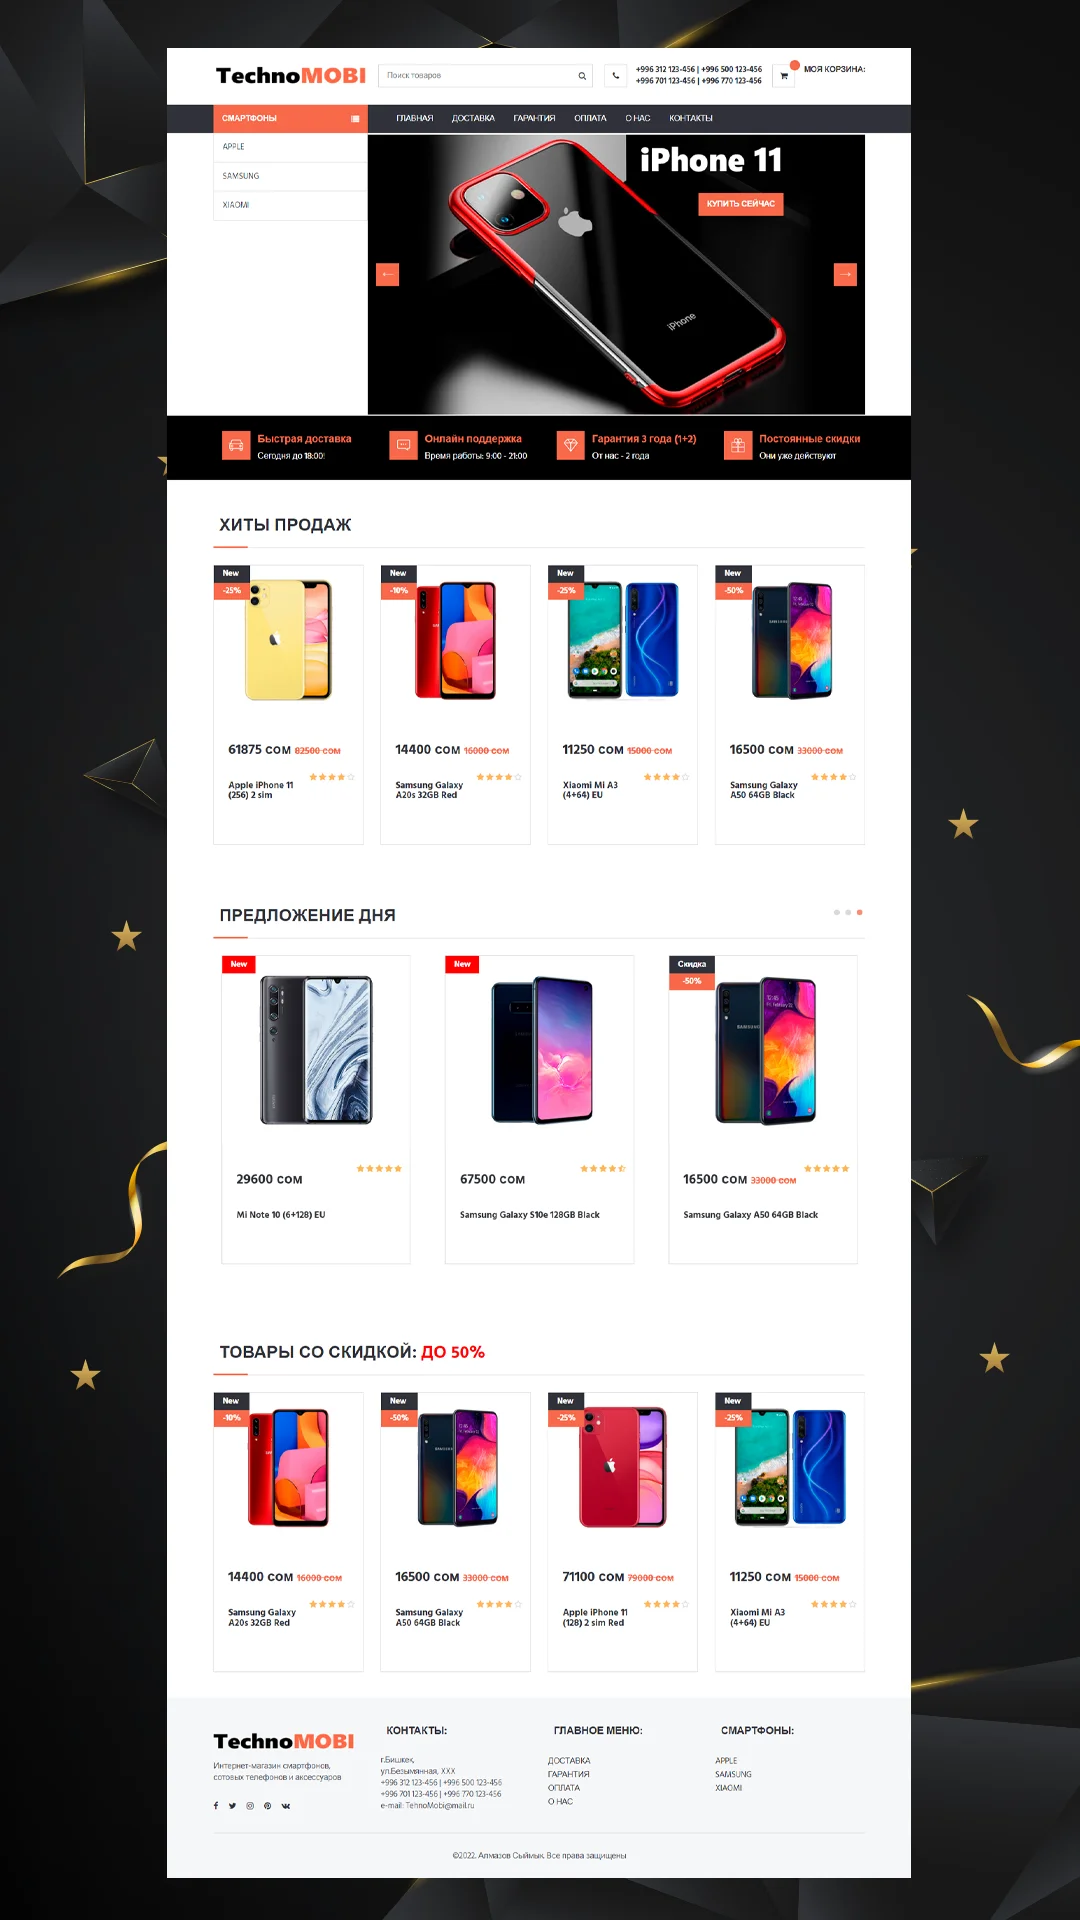 TechnoMOBI
Поиск товаров
+996 312 123-456 | +996 500 123-456
+996 701 123-456 | +996 770 123-456
МОЯ КОРЗИНА:
СМАРТФОНЫ
ГЛАВНАЯ ДОСТАВКА ГАРАНТИЯ ОПЛАТА О НАС КОНТАКТЫ
APPLE
SAMSUNG
XIAOMI
iPhone 11
КУПИТЬ СЕЙЧАС
iPhone
Быстрая доставка
Сегодня до 18:00!
Онлайн поддержка
Время работы: 9:00 - 21:00
Гарантия 3 года (1+2)
От нас - 2 года
Постоянные скидки
Они уже действуют
ХИТЫ ПРОДАЖ
New
-25%
61875 СОМ 82500 СОМ
Apple iPhone 11
(256) 2 sim
New
-10%
14400 СОМ 16000 СОМ
Samsung Galaxy
A20s 32GB Red
New
-25%
11250 СОМ 15000 СОМ
Xiaomi Mi A3
(4+64) EU
New
-50%
16500 СОМ 33000 СОМ
Samsung Galaxy
A50 64GB Black
ПРЕДЛОЖЕНИЕ ДНЯ
New
29600 СОМ
Mi Note 10 (6+128) EU
New
67500 СОМ
Samsung Galaxy S10e 128GB Black
Скидка
-50%
SAMSUNG
12:45
16500 СОМ 33000 СОМ
Samsung Galaxy A50 64GB Black
ТОВАРЫ СО СКИДКОЙ: ДО 50%
New
-10%
14400 СОМ 16000 СОМ
Samsung Galaxy
A20s 32GB Red
New
-50%
16500 СОМ 33000 СОМ
Samsung Galaxy
A50 64GB Black
New
-25%
71100 СОМ 79000 СОМ
Apple iPhone 11
(128) 2 sim Red
New
-25%
11250 СОМ 15000 СОМ
Xiaomi Mi A3
(4+64) EU
TechnoMOBI
Интернет-магазин смартфонов,
сотовых телефонов и аксессуаров
КОНТАКТЫ:
г.Бишкек,
ул.Безымянная, XXX
+996 312 123-456 | +996 500 123-456
+996 701 123-456 | +996 770 123-456
e-mail: TehnoMobi@mail.ru
ГЛАВНОЕ МЕНЮ:
ДОСТАВКА
ГАРАНТИЯ
ОПЛАТА
О НАС
СМАРТФОНЫ:
APPLE
SAMSUNG
XIAOMI
©2022. Алмазов Сыймык. Все права защищены